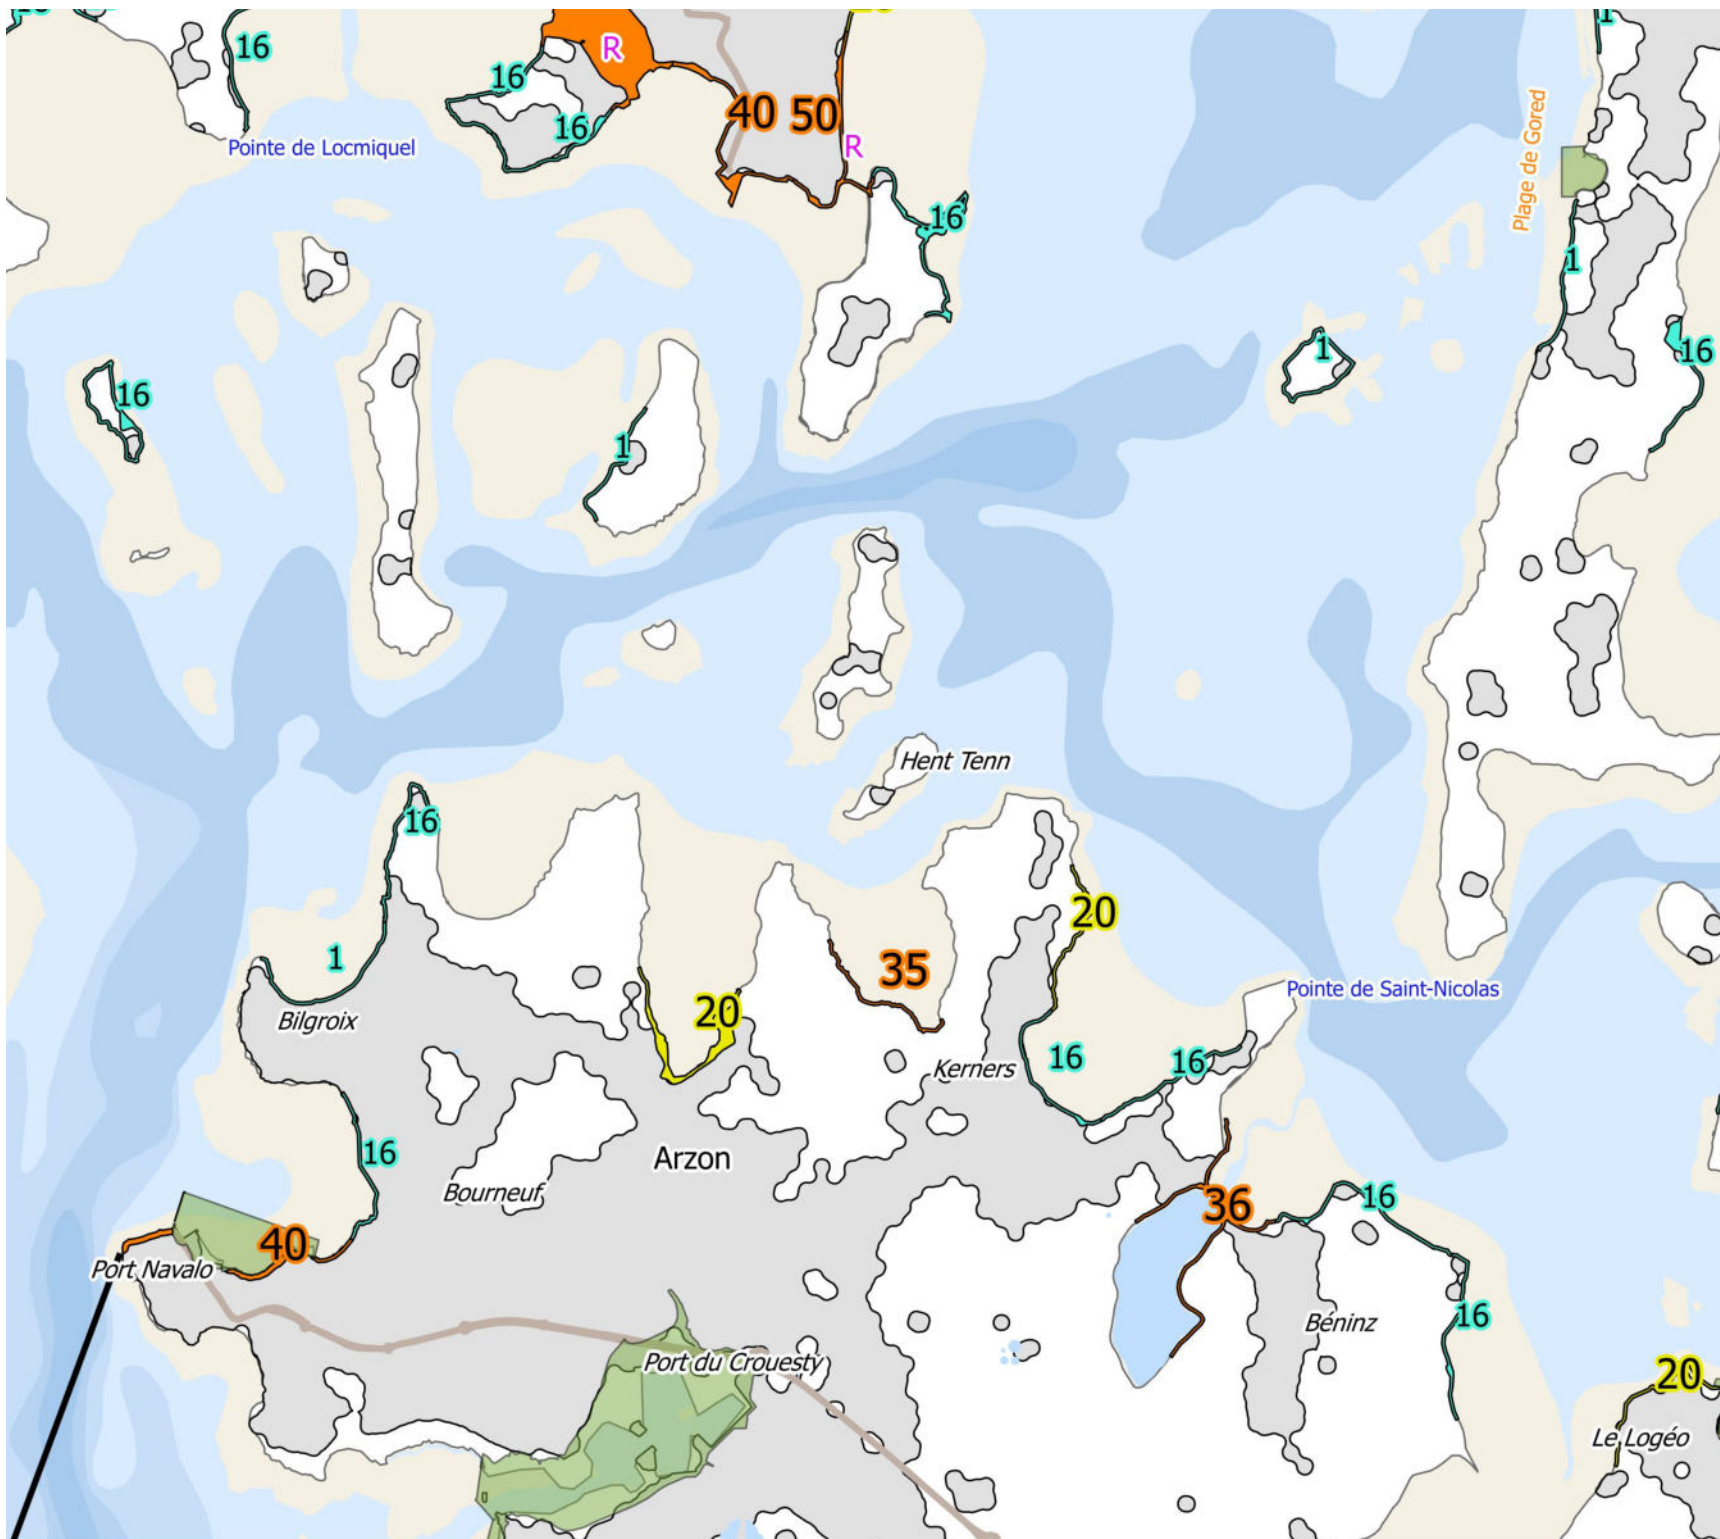 16
R
16
40
50
16
R
Pointe de Locmiquel
Plage de Gored
16
1
1
16
16
1
Hent Tenn
16
20
1
35
Pointe de Saint-Nicolas
Bilgroix
20
16
16
Kerners
16
Arzon
Bourneuf
16
36
40
Port Navalo
16
Béninz
Port du Crouesty
20
Le Logéo